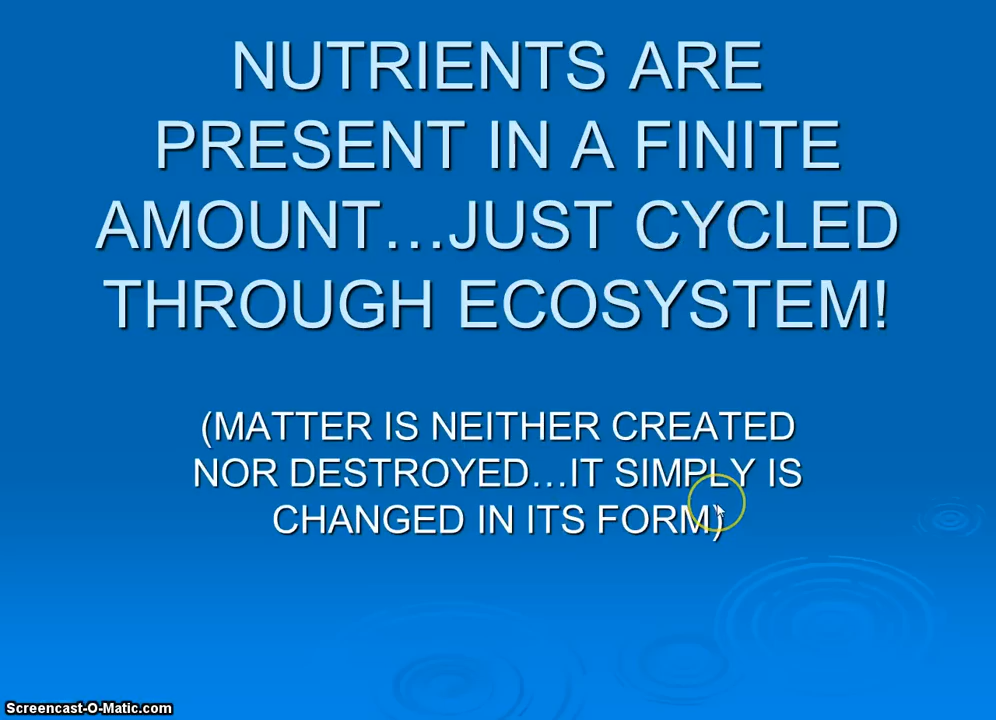 NUTRIENTS ARE
PRESENT IN A FINITE
AMOUNT…JUST CYCLED
THROUGH ECOSYSTEM!
(MATTER IS NEITHER CREATED
NOR DESTROYED…IT SIMPLY IS
CHANGED IN ITS FORM)
Screencast-O-Matic.com